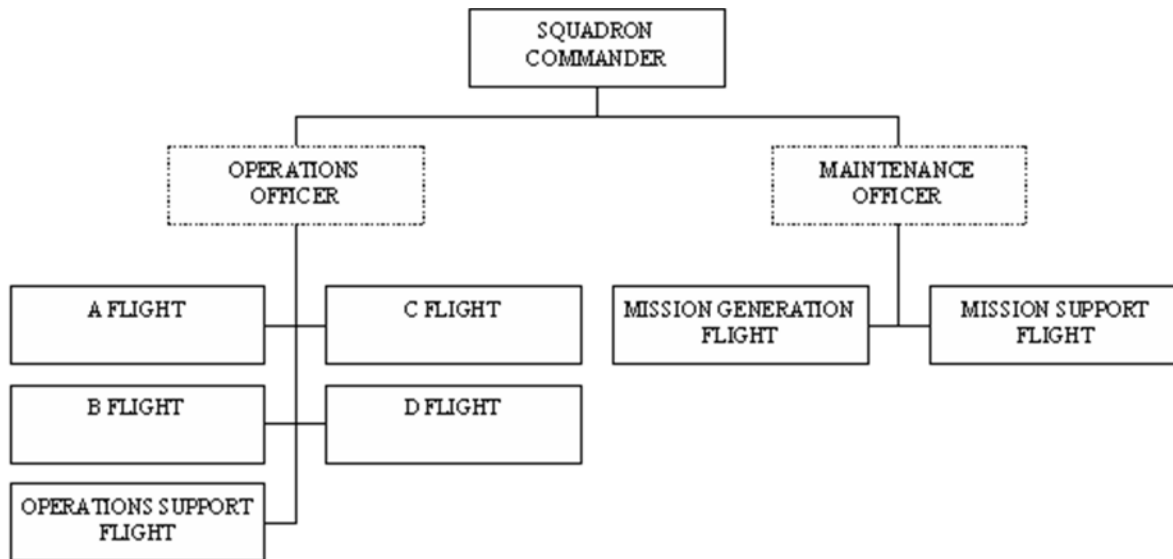 SQUADRON
COMMANDER
OPERATIONS
OFFICER
MAINTENANCE
OFFICER
A FLIGHT
C FLIGHT
MISSION GENERATION
FLIGHT
MISSION SUPPORT
FLIGHT
B FLIGHT
D FLIGHT
OPERATIONS SUPPORT
FLIGHT